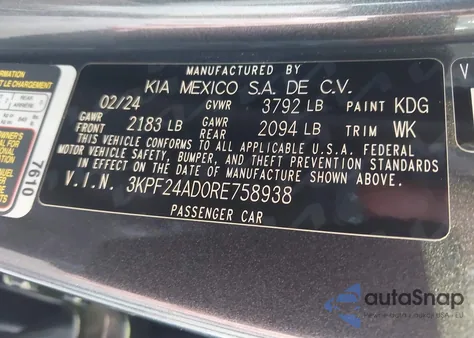 MANUFACTURED BY
KIA MEXICO S.A. DE C.V.
02/24 GVWR 3792 LB PAINT KDG
GAWR FRONT 2183 LB GAWR REAR 2094 LB TRIM WK
THIS VEHICLE CONFORMS TO ALL APPLICABLE U.S.A. FEDERAL
MOTOR VEHICLE SAFETY, BUMPER, AND THEFT PREVENTION STANDARDS
IN EFFECT ON THE DATE OF MANUFACTURE SHOWN ABOVE.
V.I.N. 3KPF24AD0RE758938
PASSENGER CAR
7610
autoSnap